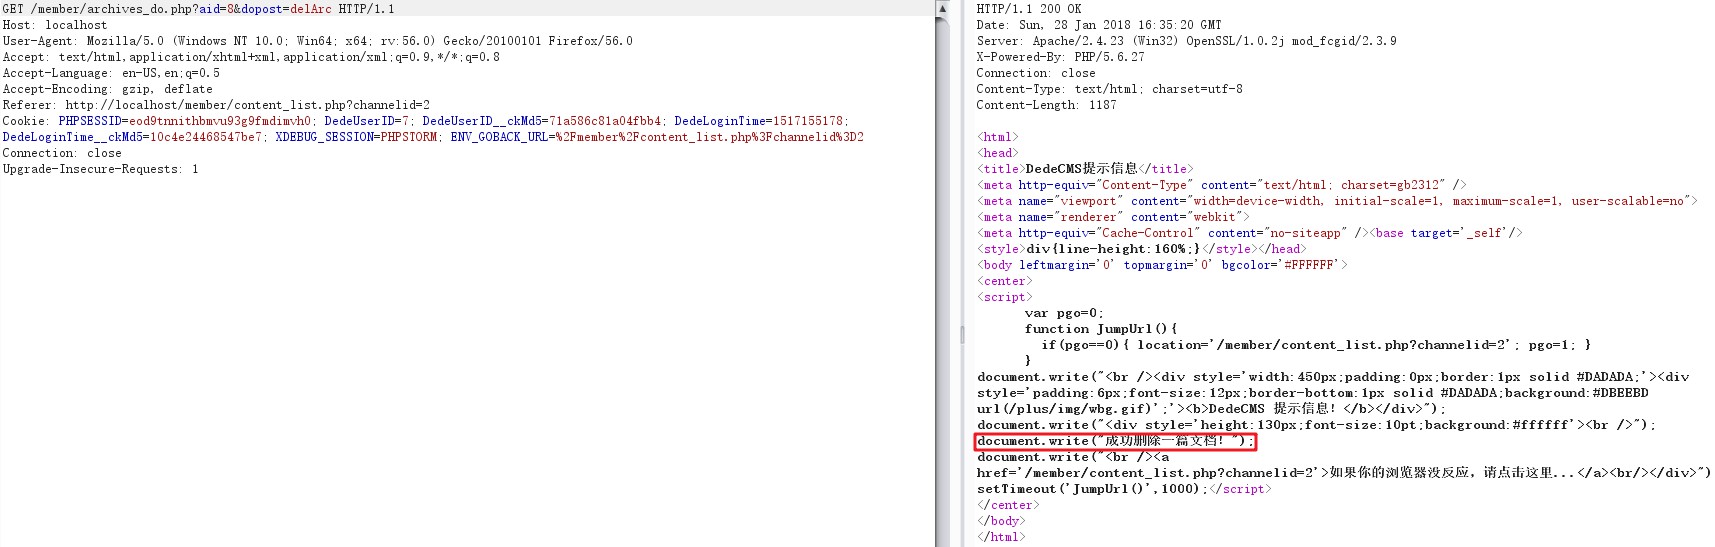 GET /member/archives_do.php?aid=8&dopost=delArc HTTP/1.1
Host: localhost
User-Agent: Mozilla/5.0 (Windows NT 10.0; Win64; x64; rv:56.0) Gecko/20100101 Firefox/56.0
Accept: text/html,application/xhtml+xml,application/xml;q=0.9,*/*;q=0.8
Accept-Language: en-US,en;q=0.5
Accept-Encoding: gzip, deflate
Referer: http://localhost/member/content_list.php?channelid=2
Cookie: PHPSESSID=eod9tnnithbmvu93g9fmdimvh0; DedeUserID=7; DedeUserID__ckMd5=71a586c81a04fbb4; DedeLoginTime=1517155178;
DedeLoginTime__ckMd5=10c4e24468547be7; XDEBUG_SESSION=PHPSTORM; ENV_GOBACK_URL=%2Fmember%2Fcontent_list.php%3Fchannelid%3D2
Connection: close
Upgrade-Insecure-Requests: 1
HTTP/1.1 200 OK
Date: Sun, 28 Jan 2018 16:35:20 GMT
Server: Apache/2.4.23 (Win32) OpenSSL/1.0.2j mod_fcgid/2.3.9
X-Powered-By: PHP/5.6.27
Connection: close
Content-Type: text/html; charset=utf-8
Content-Length: 1187
<html>
<head>
<title>DedeCMS提示信息</title>
<meta http-equiv="Content-Type" content="text/html; charset=gb2312" />
<meta name="viewport" content="width=device-width, initial-scale=1, maximum-scale=1, user-scalable=no">
<meta name="renderer" content="webkit">
<meta http-equiv="Cache-Control" content="no-siteapp" /><base target='_self'/>
<style>div{line-height:160%;}</style></head>
<body leftmargin='0' topmargin='0' bgcolor='#FFFFFF'>
<center>
<script>
var pgo=0;
function JumpUrl(){
if(pgo==0){ location='/member/content_list.php?channelid=2'; pgo=1; }
}
document.write("<br /><div style='width:450px;padding:0px;border:1px solid #DADADA;'><div
style='padding:6px;font-size:12px;border-bottom:1px solid #DADADA;background:#DBEEBD
url(/plus/img/wbg.gif)';'><b>DedeCMS 提示信息！</b></div>");
document.write("<div style='height:130px;font-size:10pt;background:#ffffff'><br />");
document.write("成功删除一篇文档！");
document.write("<br /><a
href='/member/content_list.php?channelid=2'>如果你的浏览器没反应，请点击这里...</a><br/></div>")
setTimeout('JumpUrl()',1000);</script>
</center>
</body>
</html>